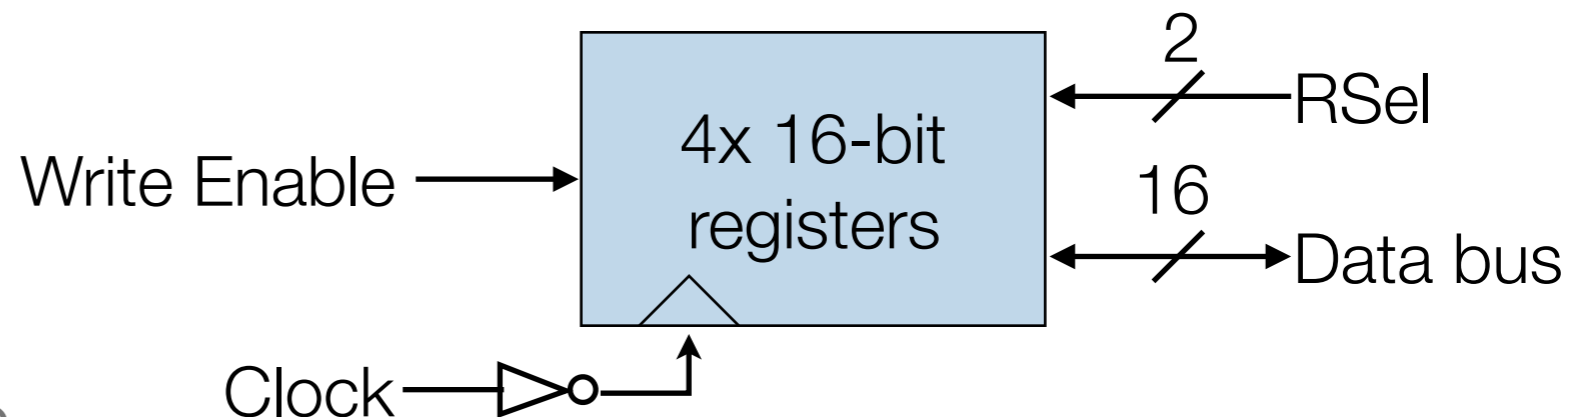 2
RSel
4x 16-bit
registers
Write Enable
16
Data bus
Clock